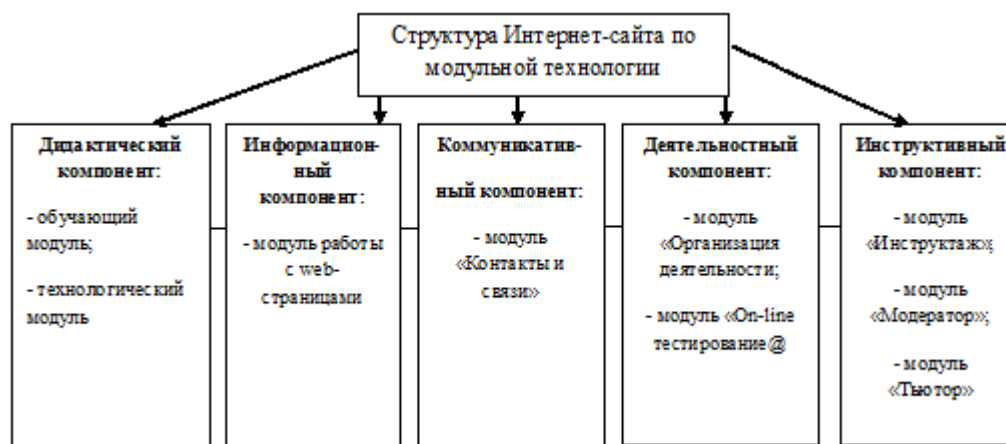 Структура Интернет-сайта по
модульной технологии
Дидактический
компонент:
- обучающий
модуль;
- технологический
модуль
Информацион-
ный
компонент:
- модуль работы
с web-
страницами
Коммуникатив-
ный компонент:
- модуль
«Контакты и
связи»
Деятельностный
компонент:
- модуль
«Организация
деятельности;
- модуль «On-line
тестирование@
Инструктивный
компонент:
- модуль
«Инструктаж»;
- модуль
«Модератор»;
- модуль
«Тьютор»